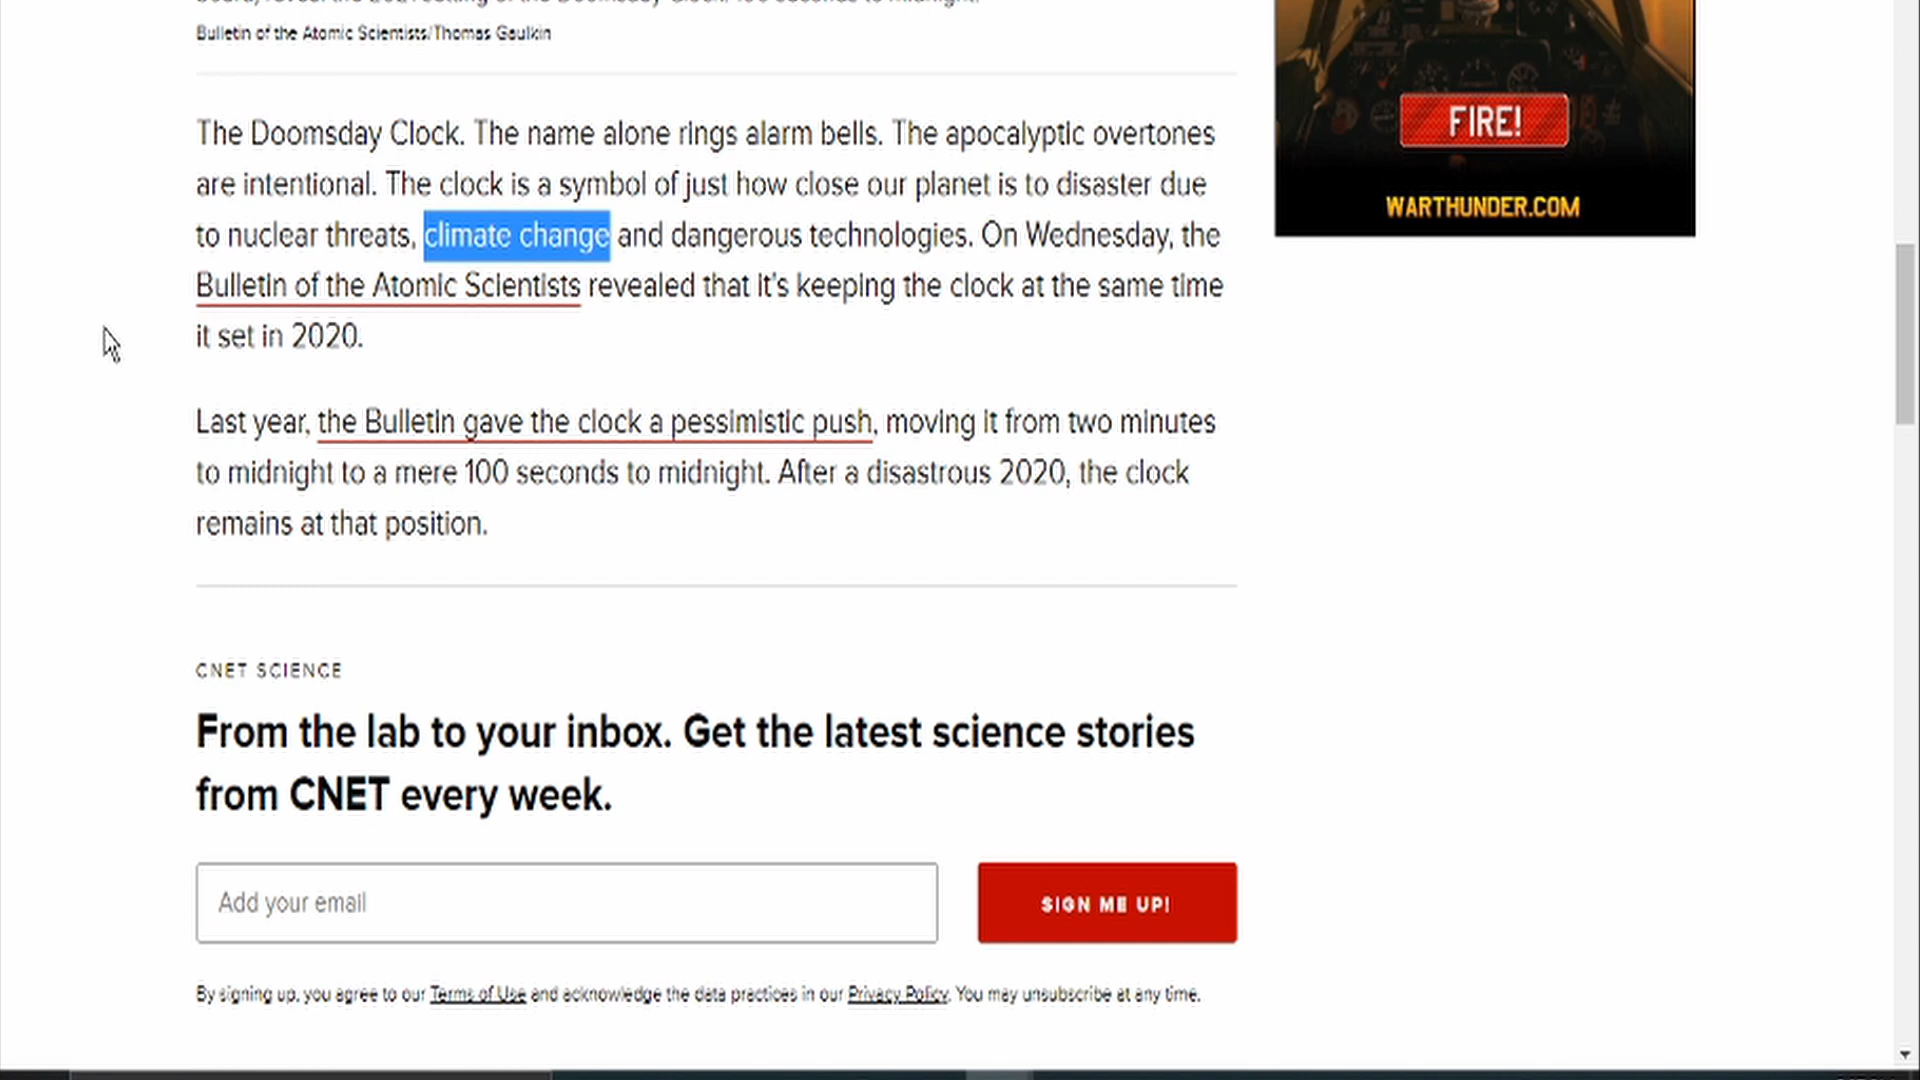 Bulletin of the Atomic Scientists/Thomas Gaulkin
The Doomsday Clock. The name alone rings alarm bells. The apocalyptic overtones
are intentional. The clock is a symbol of just how close our planet is to disaster due
to nuclear threats, climate change and dangerous technologies. On Wednesday, the
Bulletin of the Atomic Scientists revealed that it's keeping the clock at the same time
it set in 2020.
Last year, the Bulletin gave the clock a pessimistic push, moving it from two minutes
to midnight to a mere 100 seconds to midnight. After a disastrous 2020, the clock
remains at that position.
CNET SCIENCE
From the lab to your inbox. Get the latest science stories
from CNET every week.
Add your email
SIGN ME UP!
By signing up, you agree to our Terms of Use and acknowledge the data practices in our Privacy Policy. You may unsubscribe at any time.
FIRE!
WARTHUNDER.COM